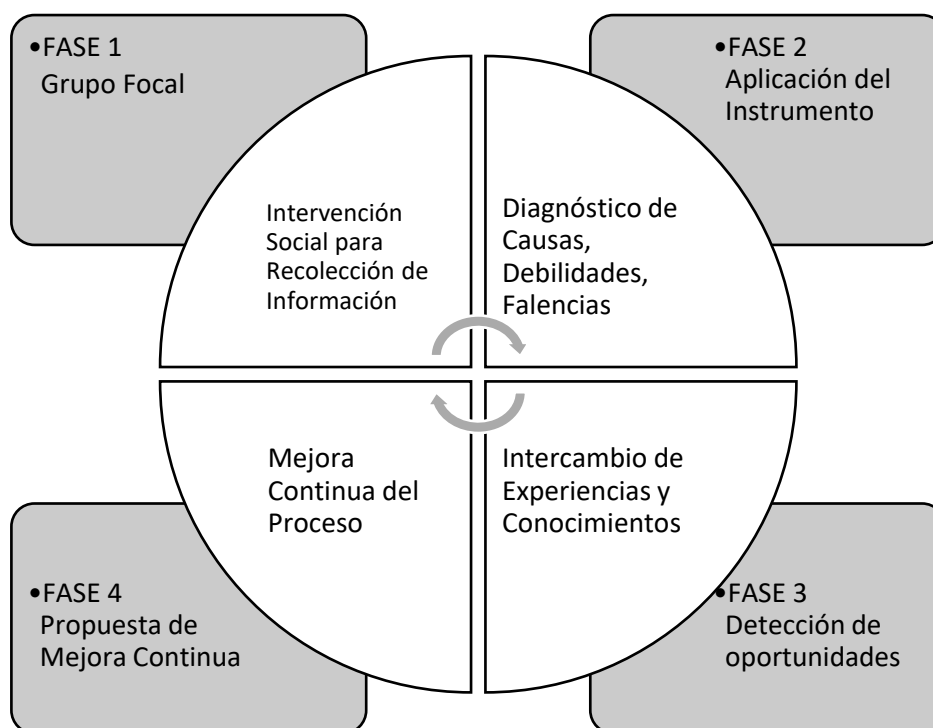 •FASE 1
Grupo Focal
•FASE 2
Aplicación del
Instrumento
Intervención
Social para
Recolección de
Información
Diagnóstico de
Causas,
Debilidades,
Falencias
Mejora
Continua del
Proceso
Intercambio de
Experiencias y
Conocimientos
•FASE 4
Propuesta de
Mejora Continua
•FASE 3
Detección de
oportunidades